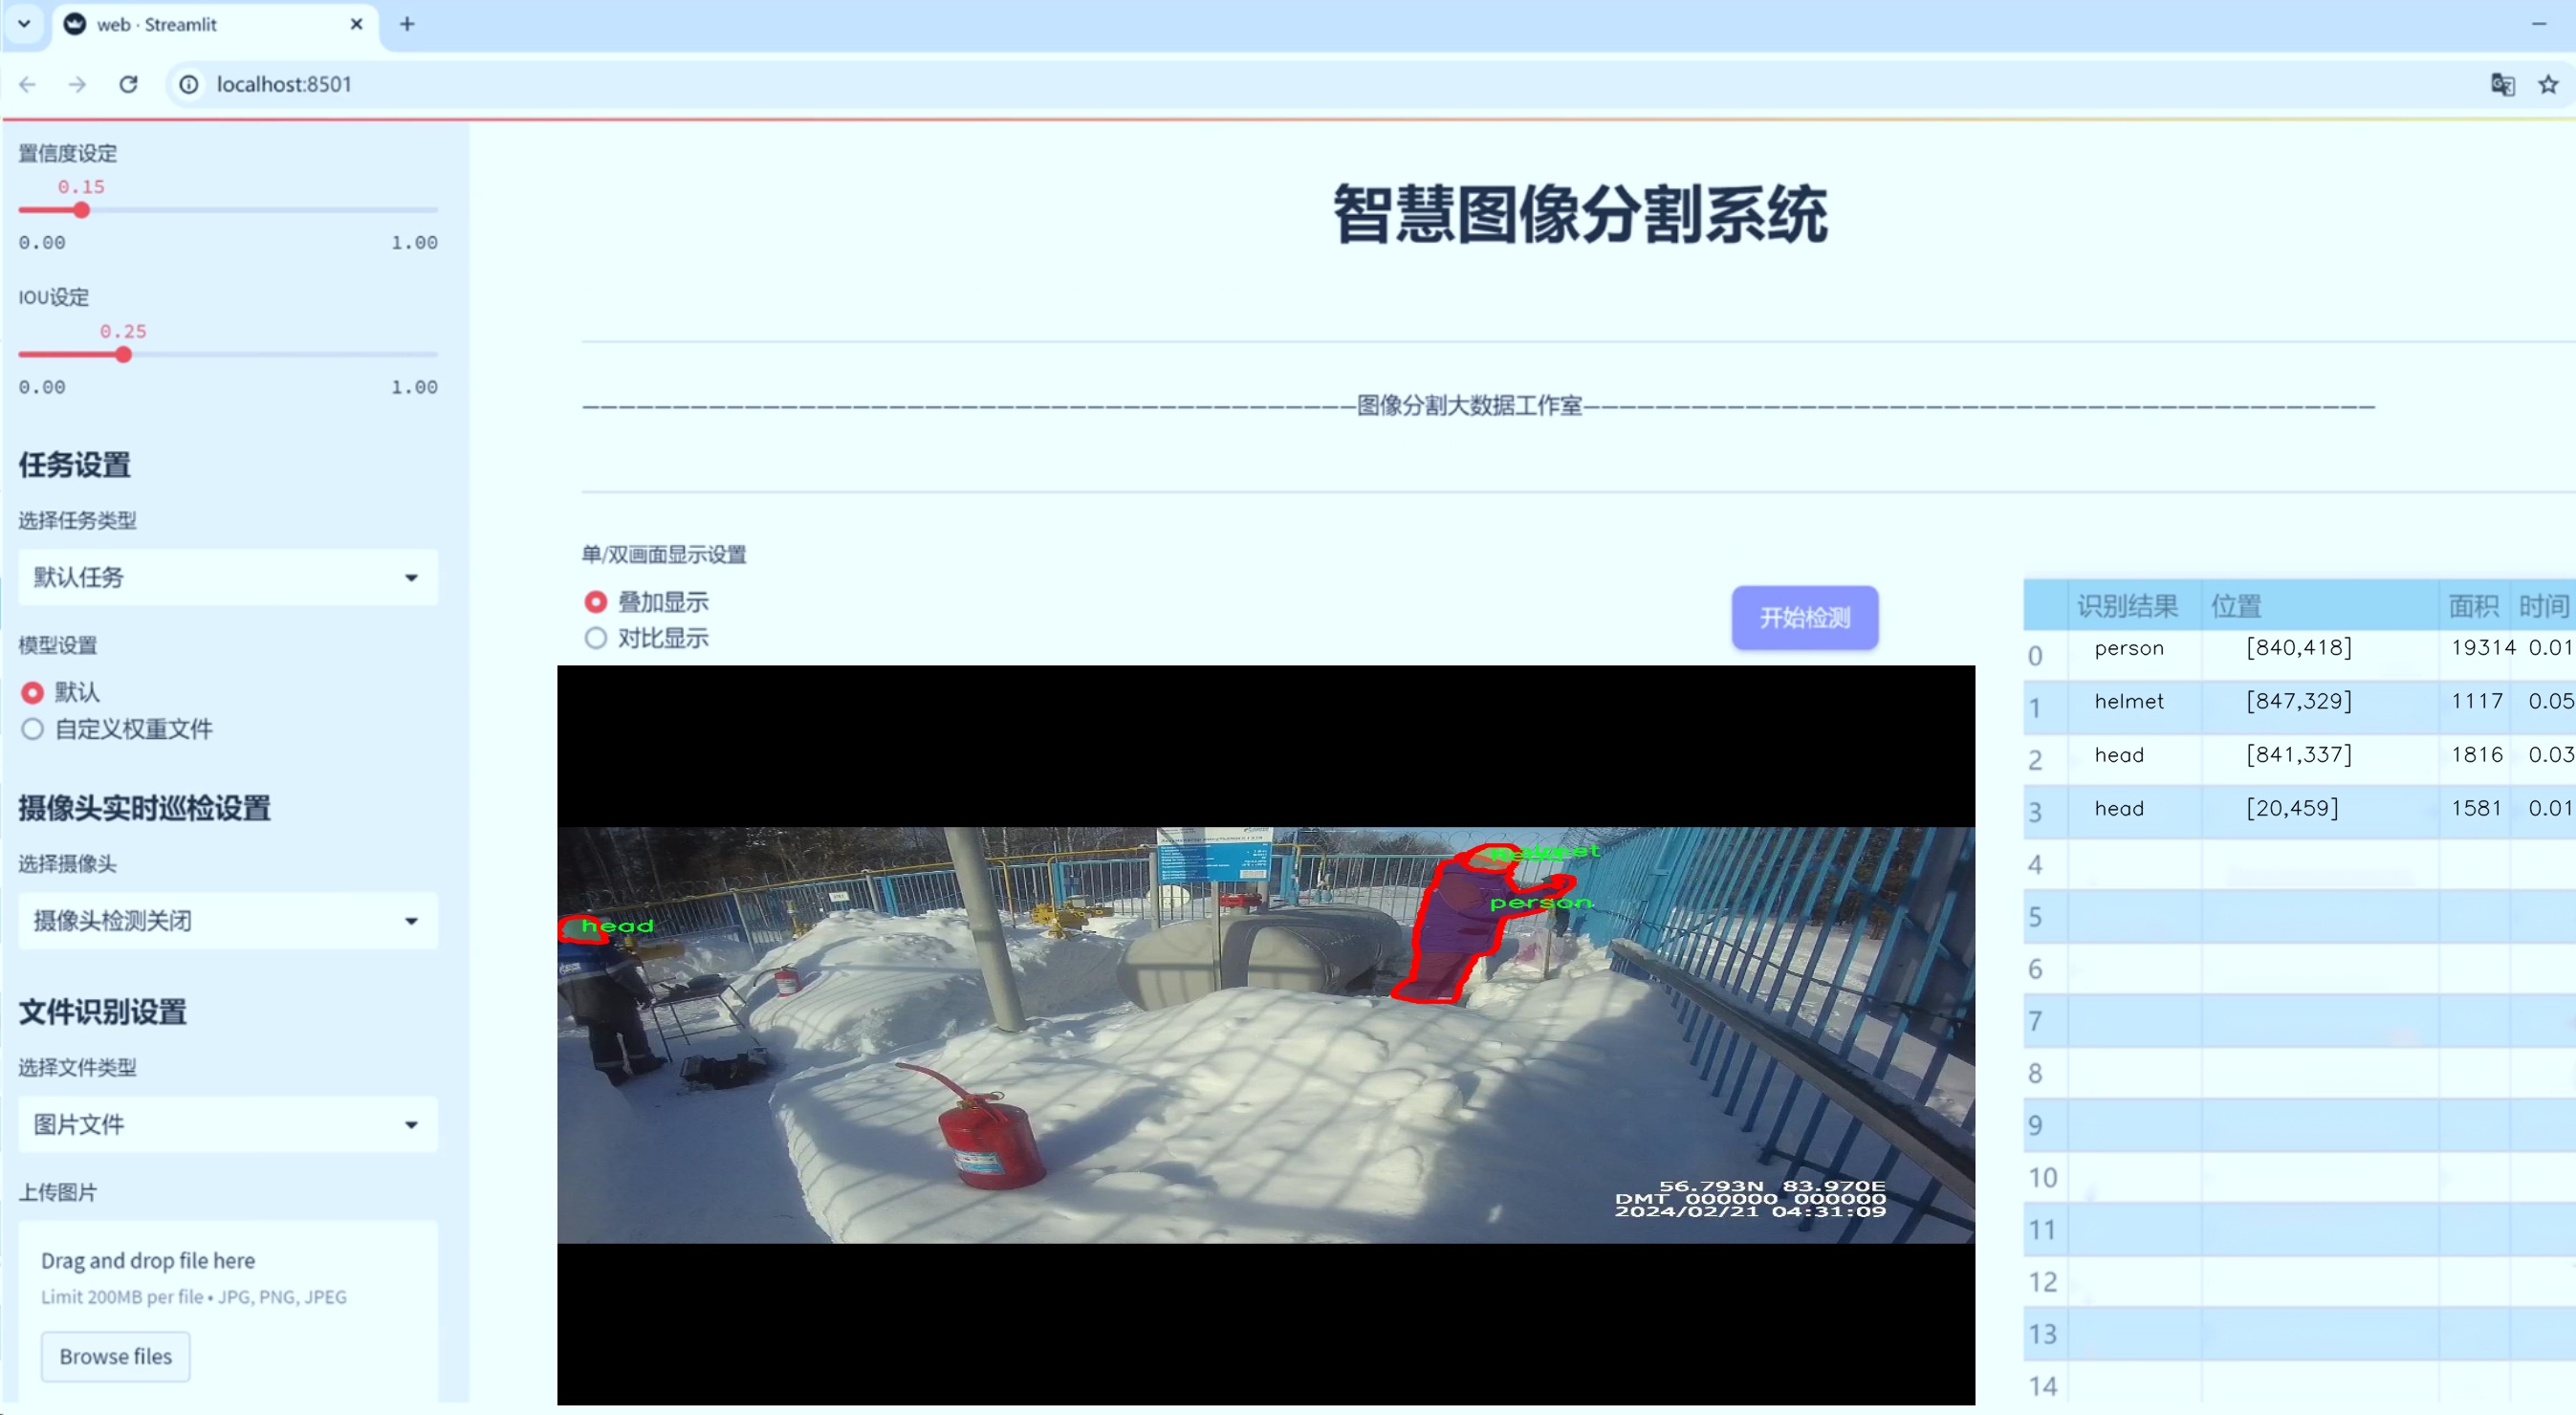 web · Streamlit
localhost:8501
置信度设定
0.15
0.00 1.00
IOU设定
0.25
0.00 1.00
任务设置
选择任务类型
默认任务
模型设置
默认
自定义权重文件
摄像头实时巡检设置
选择摄像头
摄像头检测关闭
文件识别设置
选择文件类型
图片文件
上传图片
Drag and drop file here
Limit 200MB per file • JPG, PNG, JPEG
Browse files
智慧图像分割系统
图像分割大数据工作室
单/双画面显示设置
叠加显示
对比显示
开始检测
head
person
56.793N 83.970E
DMT 000000 000000
2024/02/21 04:31:09
识别结果 位置 面积 时间
0 person [840,418] 19314 0.01
1 helmet [847,329] 1117 0.05
2 head [841,337] 1816 0.03
3 head [20,459] 1581 0.01
4
5
6
7
8
9
10
11
12
13
14